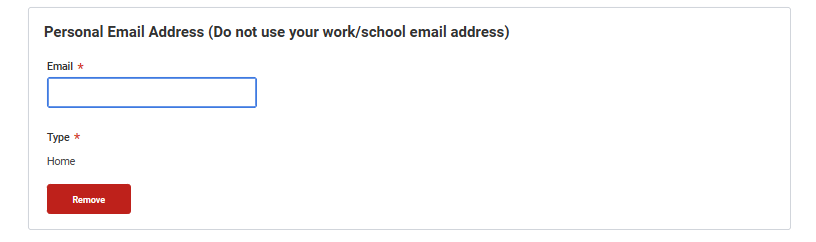 Personal Email Address (Do not use your work/school email address)
Email *
Type *
Home
Remove